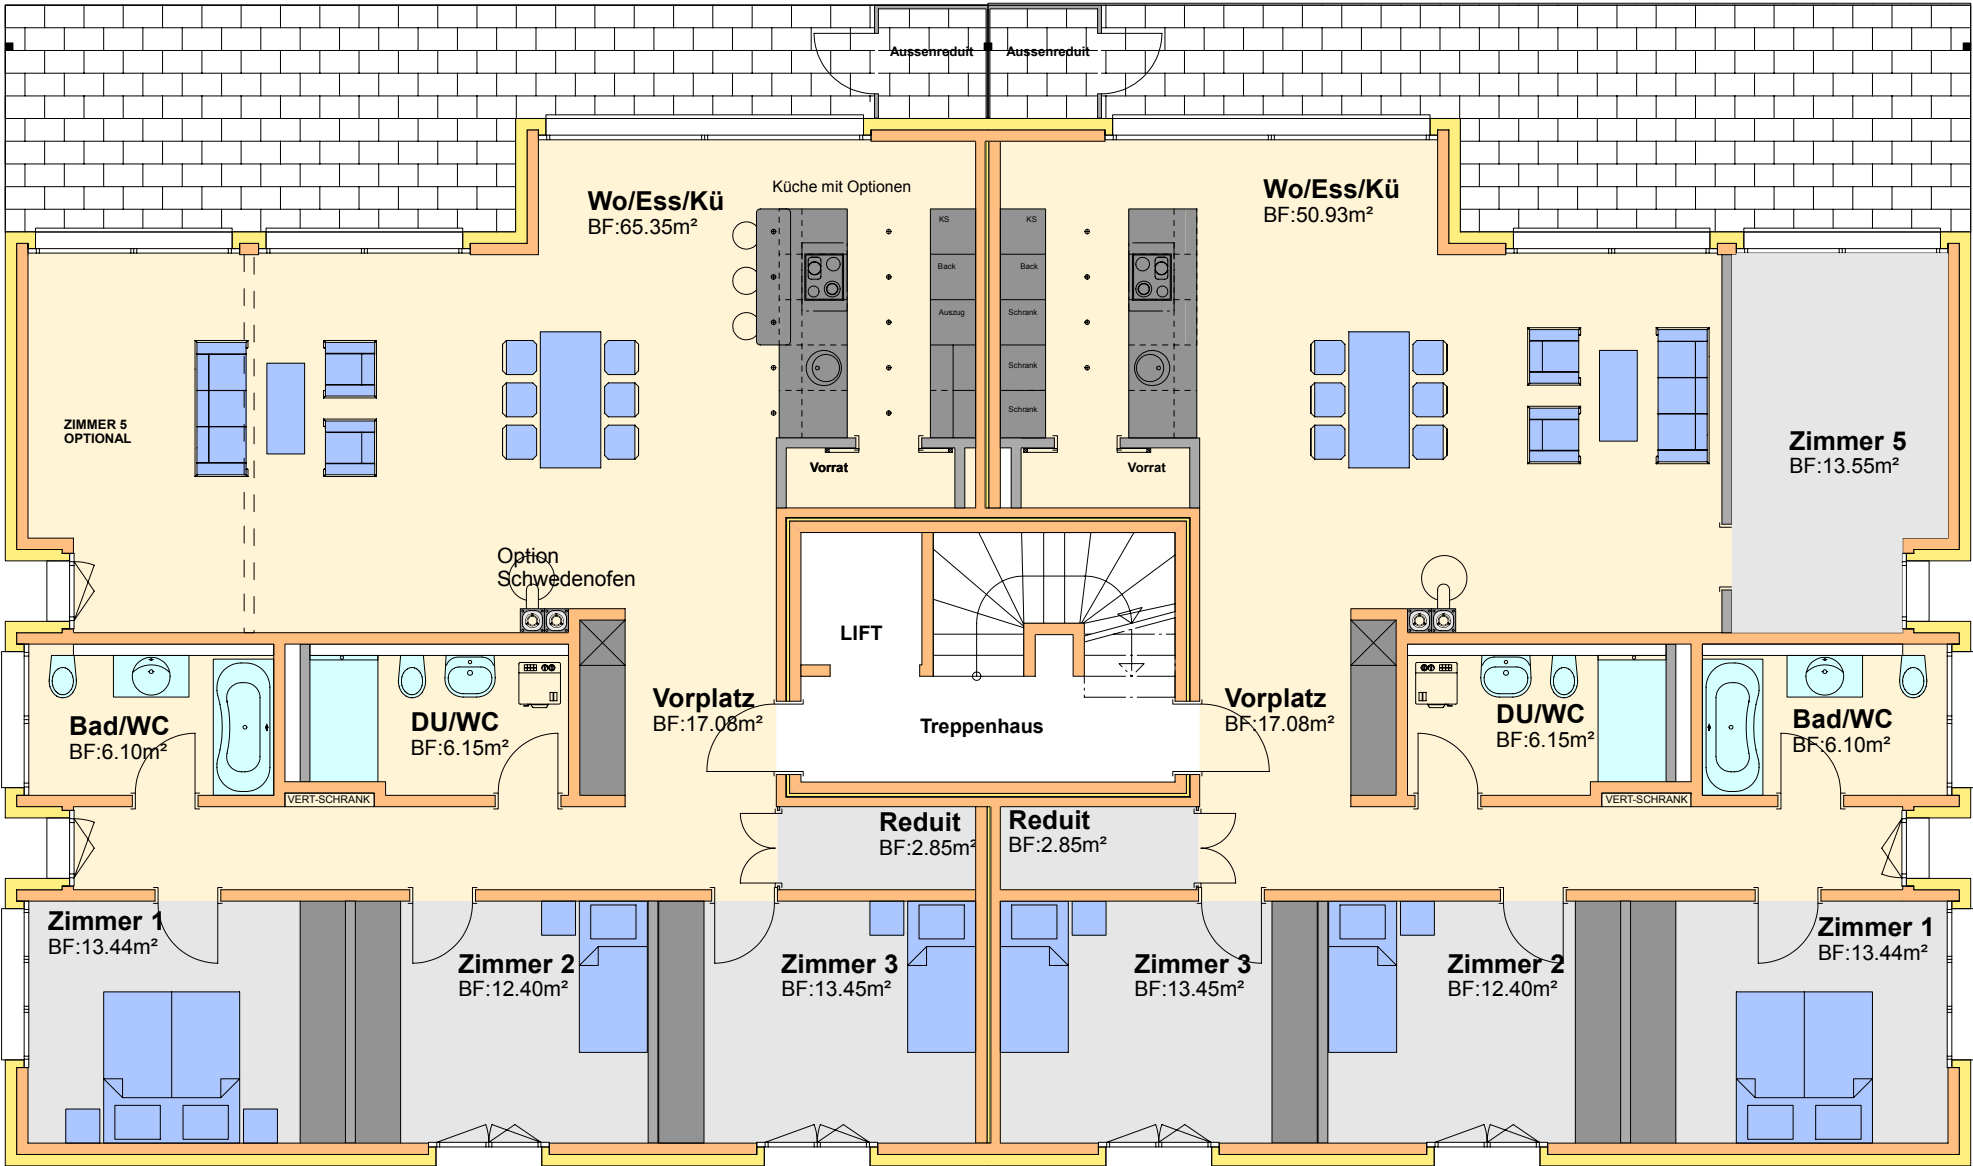 Aussenreduit
Aussenreduit
Küche mit Optionen
Wo/Ess/Kü
BF:65.35m²
Wo/Ess/Kü
BF:50.93m²
KS
KS
Back
Back
Auszug
Schrank
Schrank
Schrank
ZIMMER 5
OPTIONAL
Zimmer 5
BF:13.55m²
Vorrat
Vorrat
Option
Schwedenofen
LIFT
Bad/WC
BF:6.10m²
DU/WC
BF:6.15m²
Vorplatz
BF:17.08m²
Treppenhaus
Vorplatz
BF:17.08m²
DU/WC
BF:6.15m²
Bad/WC
BF:6.10m²
VERT-SCHRANK
VERT-SCHRANK
Reduit
BF:2.85m²
Reduit
BF:2.85m²
Zimmer 1
BF:13.44m²
Zimmer 2
BF:12.40m²
Zimmer 3
BF:13.45m²
Zimmer 3
BF:13.45m²
Zimmer 2
BF:12.40m²
Zimmer 1
BF:13.44m²